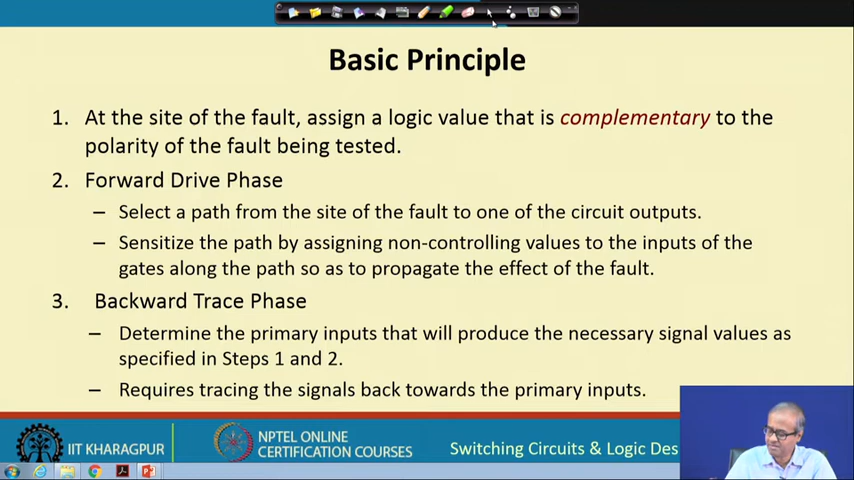 Basic Principle
1. At the site of the fault, assign a logic value that is complementary to the
polarity of the fault being tested.
2. Forward Drive Phase
– Select a path from the site of the fault to one of the circuit outputs.
– Sensitize the path by assigning non-controlling values to the inputs of the
gates along the path so as to propagate the effect of the fault.
3. Backward Trace Phase
– Determine the primary inputs that will produce the necessary signal values as
specified in Steps 1 and 2.
– Requires tracing the signals back towards the primary inputs.
IIT KHARAGPUR
NPTEL ONLINE
CERTIFICATION COURSES
Switching Circuits & Logic Des